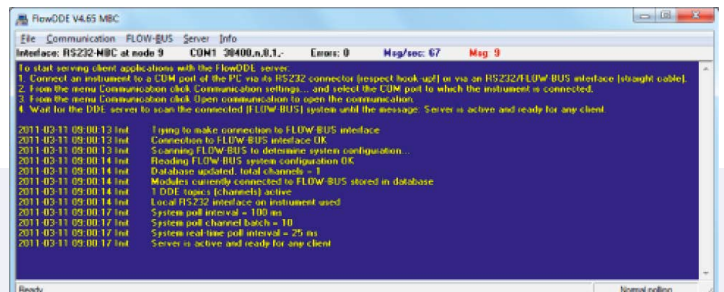 FlowDDE V4.65 MBC
File Communication FLOW-BUS Server Info
Interface: RS232-MBC at node 9 COM1 38400,n,8,1,- Errors: 0 Msg/sec: 67 Msg 9
To start serving client applications with the FlowDDE server:
1. Connect an instrument to a COM port of the PC via its RS232 connector (respect hook-up!) or via an RS232/FLOW-BUS interface (straight cable).
2. From the menu Communication click Communication settings... and select the COM port to which the instrument is connected.
3. From the menu Communication click Open communication to open the communication.
4. Wait for the DDE server to scan the connected (FLOW-BUS) system until the message: Server is active and ready for any client.
2011-03-11 09:00:13 Init Trying to make connection to FLOW-BUS interface
2011-03-11 09:00:13 Init Connection to FLOW-BUS interface OK
2011-03-11 09:00:13 Init Scanning FLOW-BUS to determine system configuration...
2011-03-11 09:00:14 Init Reading FLOW-BUS system configuration OK
2011-03-11 09:00:14 Init Database updated, total channels = 1
2011-03-11 09:00:14 Init Modules currently connected to FLOW-BUS stored in database
2011-03-11 09:00:14 Init 1 DDE topics (channels) active
2011-03-11 09:00:14 Init Local RS232 interface on instrument used
2011-03-11 09:00:17 Init System poll interval = 100 ms
2011-03-11 09:00:17 Init System poll channel batch = 10
2011-03-11 09:00:17 Init System real-time poll interval = 25 ms
2011-03-11 09:00:17 Init Server is active and ready for any client
Ready Normal polling